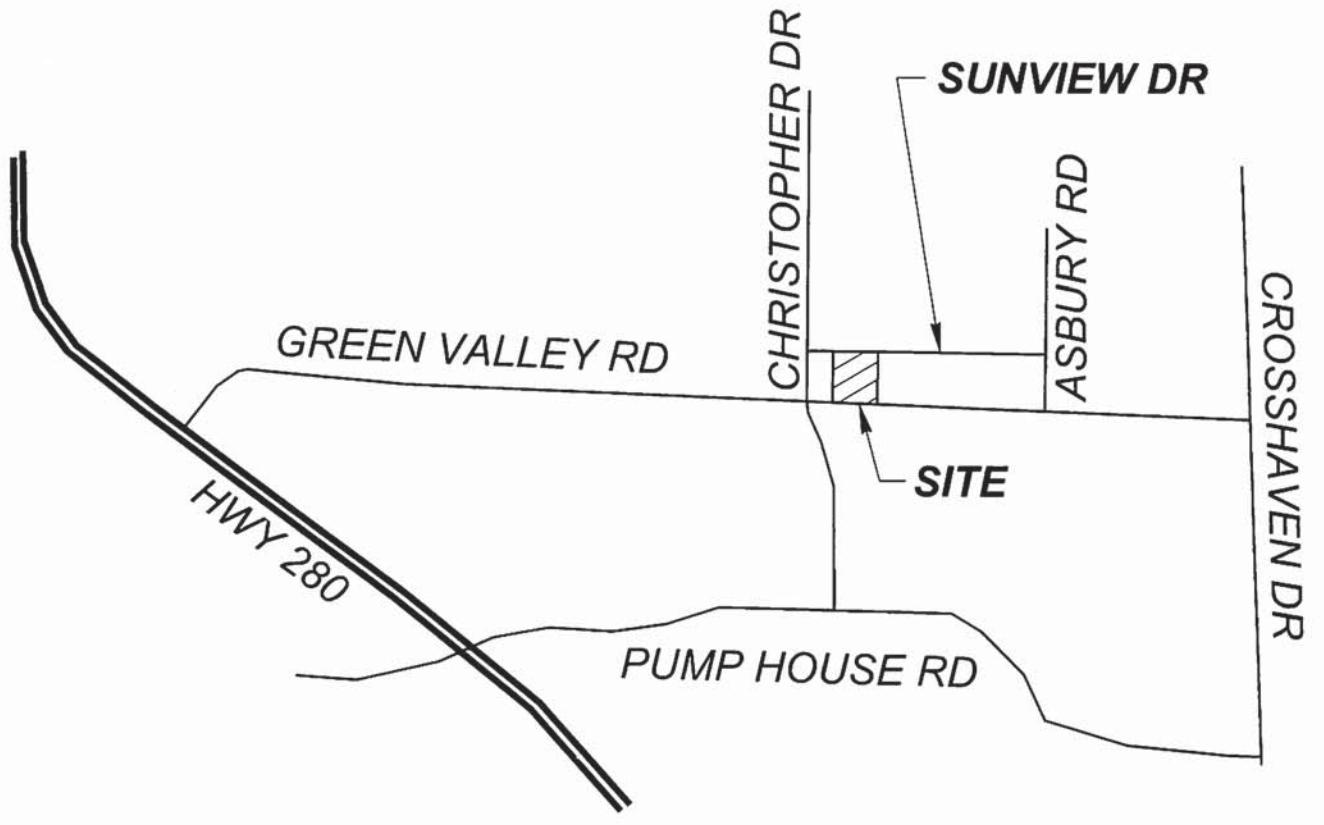 CHRISTOPHER DR
SUNVIEW DR
ASBURY RD
GREEN VALLEY RD
CROSSHAVEN DR
SITE
HWY 280
PUMP HOUSE RD